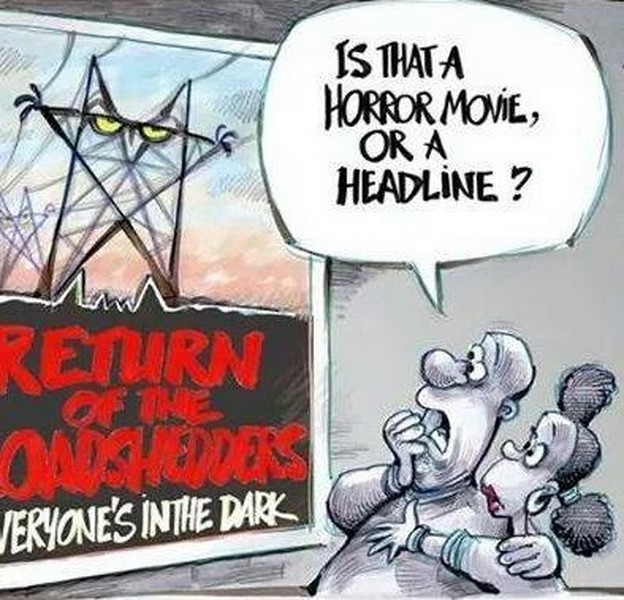 IS THAT A
HORROR MOVIE,
OR A
HEADLINE?
RETURN
OF THE
OADSHEDDERS
VERYONE'S IN THE DARK